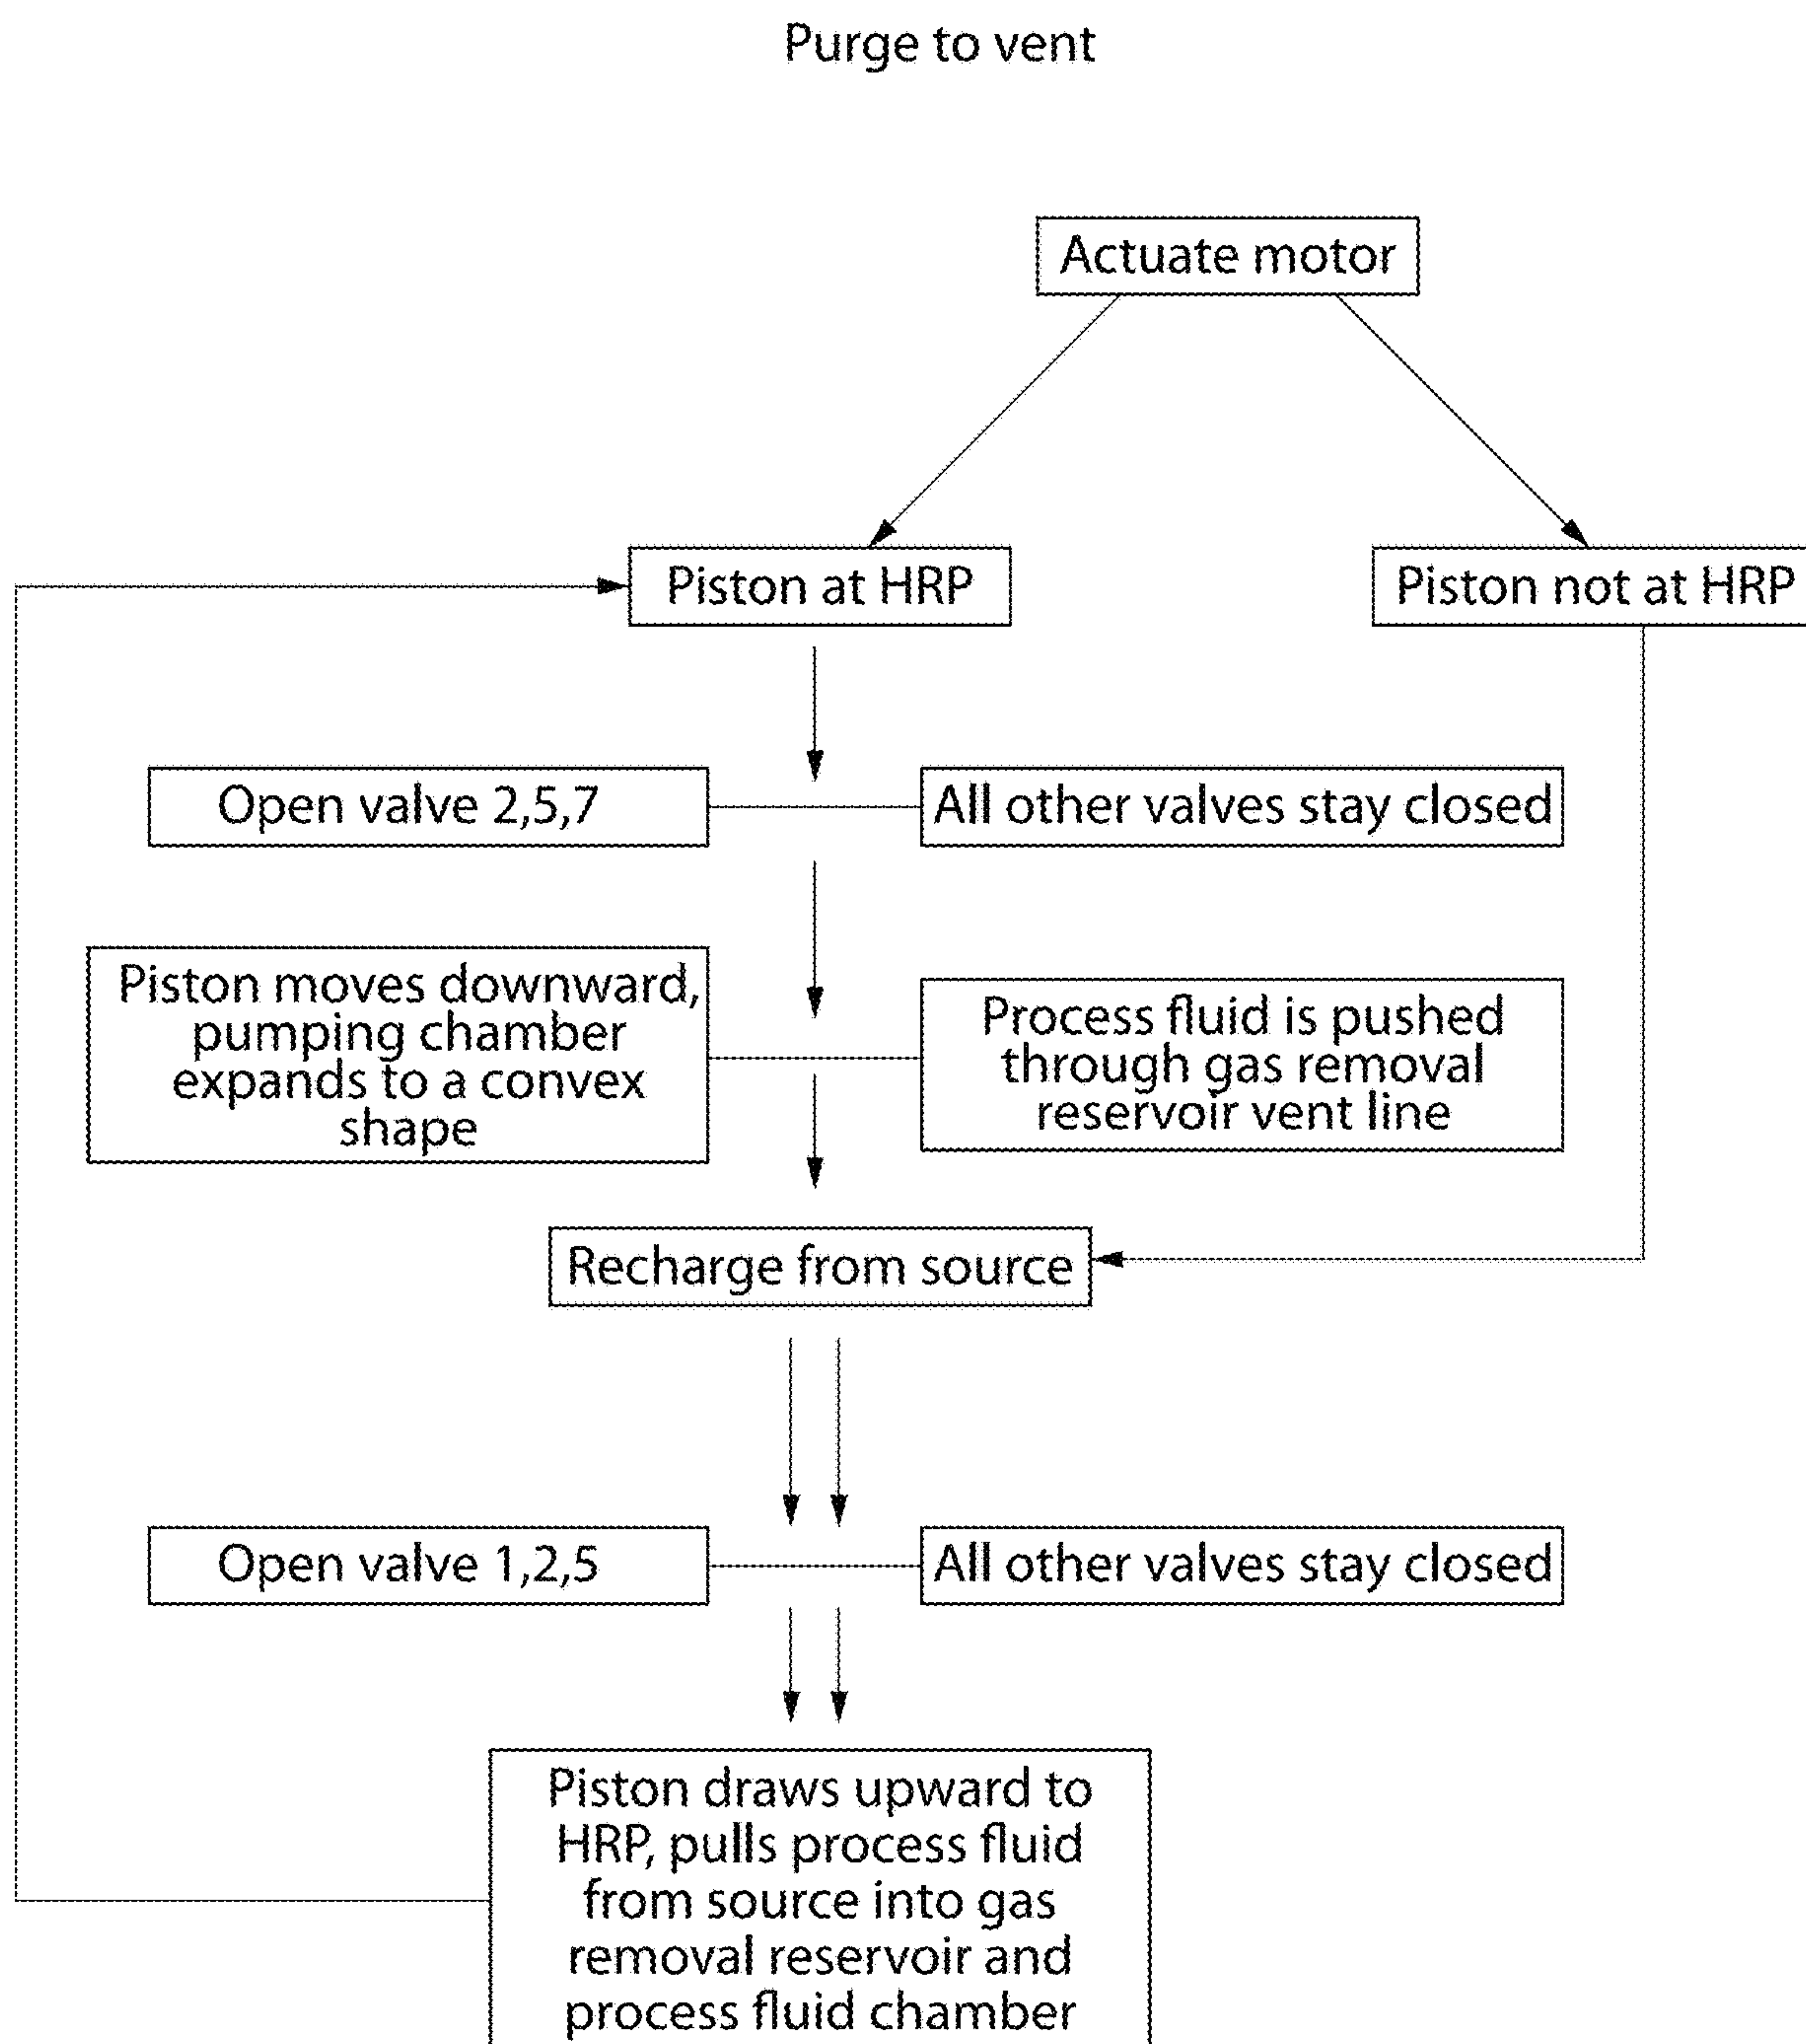 Purge to vent
Actuate motor
Piston at HRP
Piston not at HRP
Open valve 2,5,7
All other valves stay closed
Piston moves downward,
pumping chamber
expands to a convex
shape
Process fluid is pushed
through gas removal
reservoir vent line
Recharge from source
Open valve 1,2,5
All other valves stay closed
Piston draws upward to
HRP, pulls process fluid
from source into gas
removal reservoir and
process fluid chamber